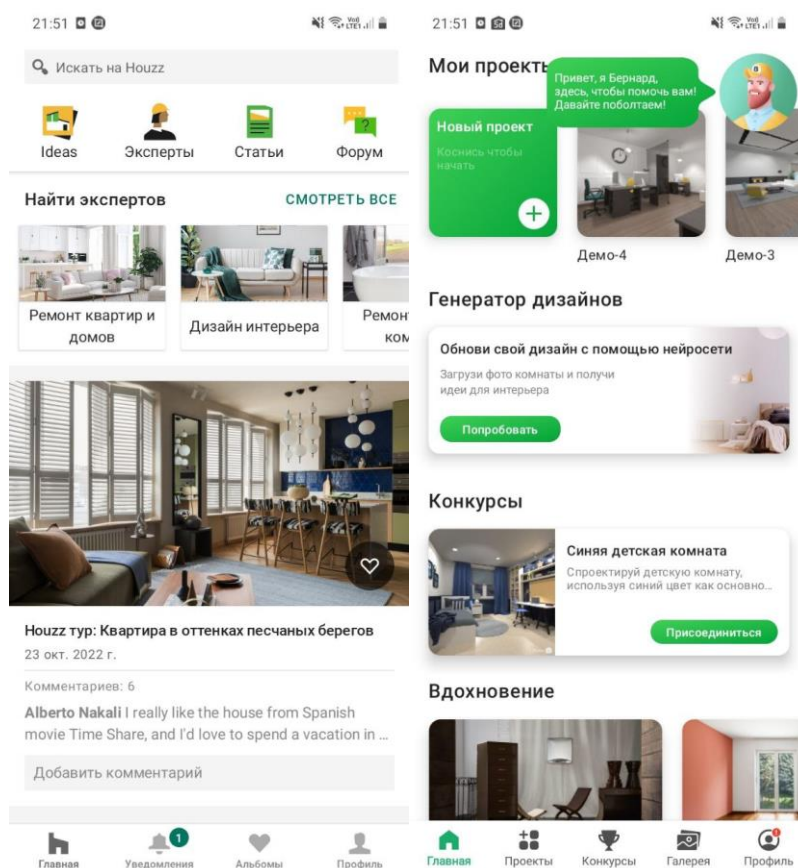 21:51
Vo))
LTE1
Искать на Houzz
Ideas
Эксперты
Статьи
Форум
Найти экспертов
СМОТРЕТЬ ВСЕ
Ремонт квартир и
домов
Дизайн интерьера
Ремон
ком
Houzz тур: Квартира в оттенках песчаных берегов
23 окт. 2022 г.
Комментариев: 6
Alberto Nakali I really like the house from Spanish
movie Time Share, and I'd love to spend a vacation in ...
Добавить комментарий
1
Главная
Уведомления
Альбомы
Профиль
21:51
Vo))
LTE1
Мои проекты
Привет, я Бернард,
здесь, чтобы помочь вам!
Давайте поболтаем!
Новый проект
Коснись чтобы
начать
Демо-4
Демо-3
Генератор дизайнов
Обнови свой дизайн с помощью нейросети
Загрузи фото комнаты и получи
идеи для интерьера
Попробовать
Конкурсы
Синяя детская комната
Спроектируй детскую комнату,
используя синий цвет как основно...
Присоединиться
Вдохновение
Главная
Проекты
Конкурсы
Галерея
Профиль